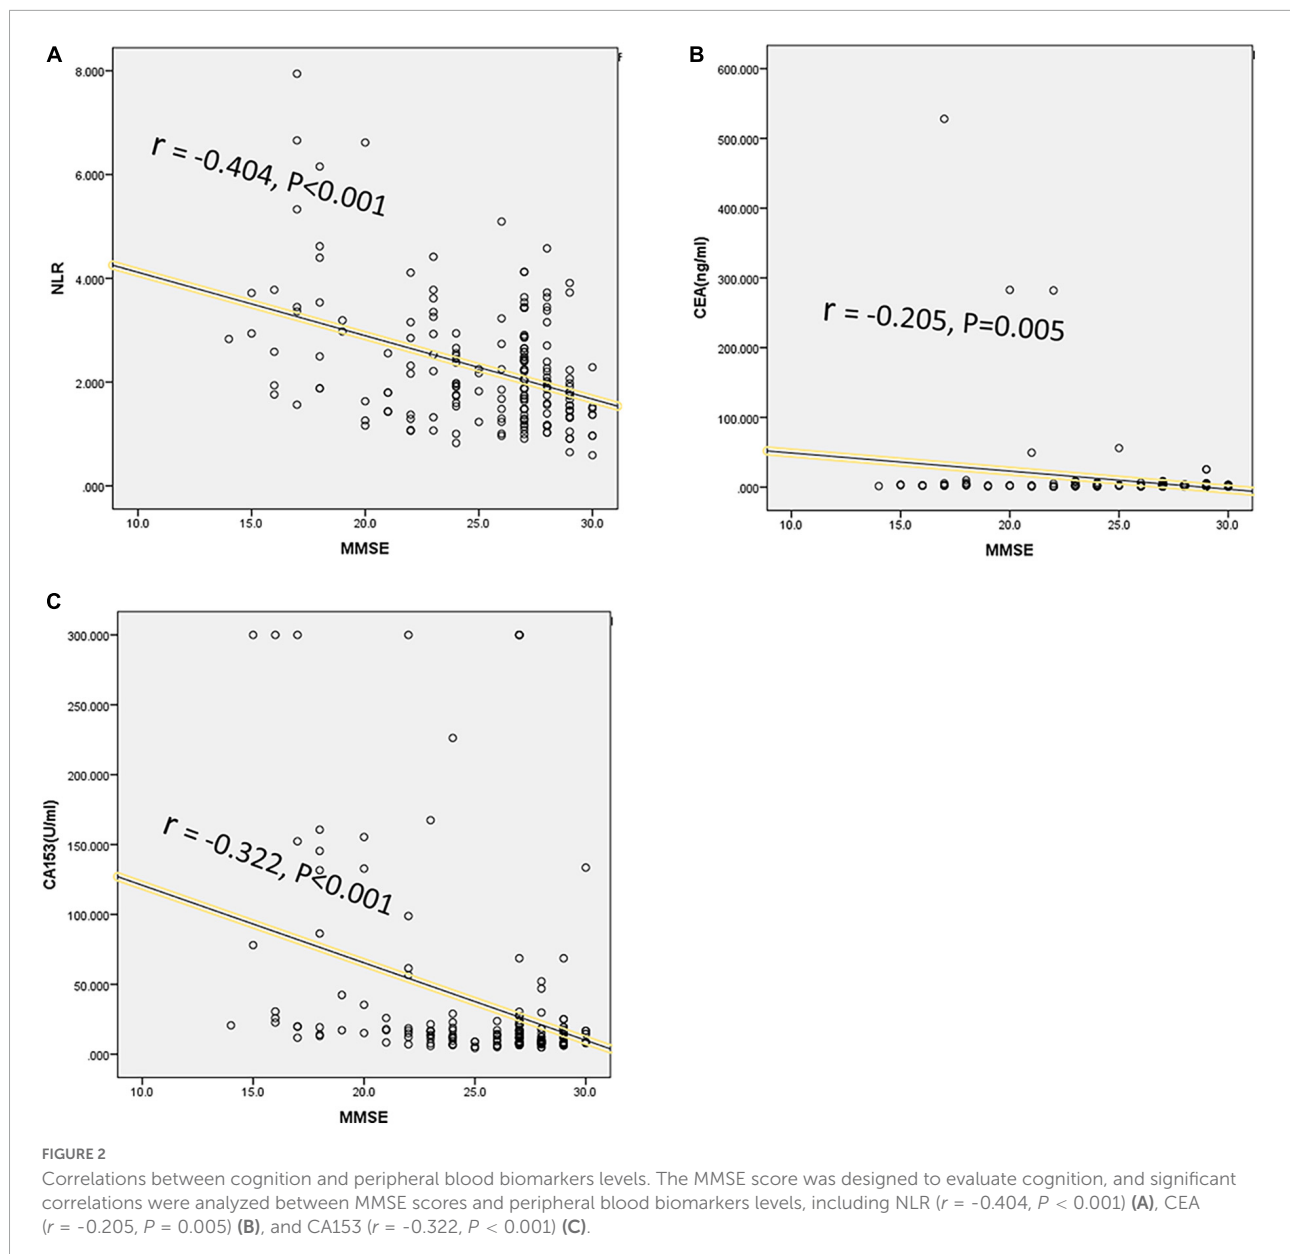 A
8.000
6.000
4.000
2.000
.000
NLR
r = -0.404, P<0.001
10.0 15.0 20.0 25.0 30.0
MMSE
B
600.000
500.000
400.000
300.000
200.000
100.000
.000
CEA(ng/ml)
r = -0.205, P=0.005
10.0 15.0 20.0 25.0 30.0
MMSE
C
300.000
250.000
200.000
150.000
100.000
50.000
.000
CA153(U/ml)
r = -0.322, P<0.001
10.0 15.0 20.0 25.0 30.0
MMSE
FIGURE 2
Correlations between cognition and peripheral blood biomarkers levels. The MMSE score was designed to evaluate cognition, and significant
correlations were analyzed between MMSE scores and peripheral blood biomarkers levels, including NLR (r = -0.404, P < 0.001) (A), CEA
(r = -0.205, P = 0.005) (B), and CA153 (r = -0.322, P < 0.001) (C).